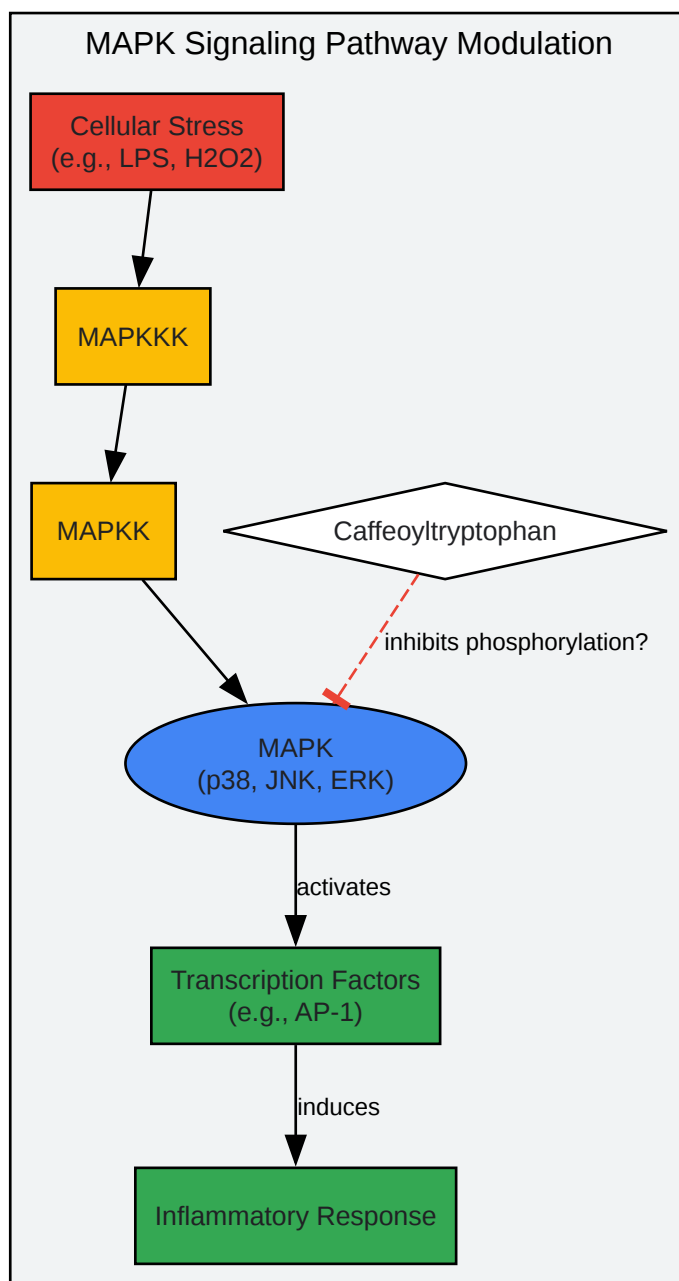 MAPK Signaling Pathway Modulation
Cellular Stress
(e.g., LPS, H2O2)
MAPKKK
MAPKK
Caffeoyltryptophan
inhibits phosphorylation?
MAPK
(p38, JNK, ERK)
activates
Transcription Factors
(e.g., AP-1)
induces
Inflammatory Response